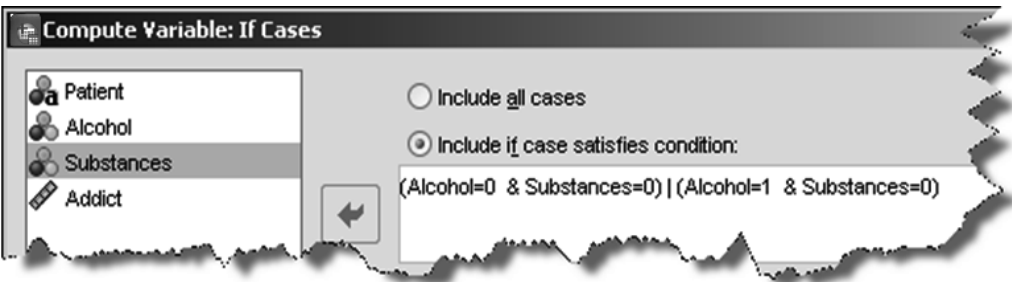 Compute Variable: If Cases
Patient
Alcohol
Substances
Addict
Include all cases
Include if case satisfies condition:
(Alcohol=0 & Substances=0) | (Alcohol=1 & Substances=0)